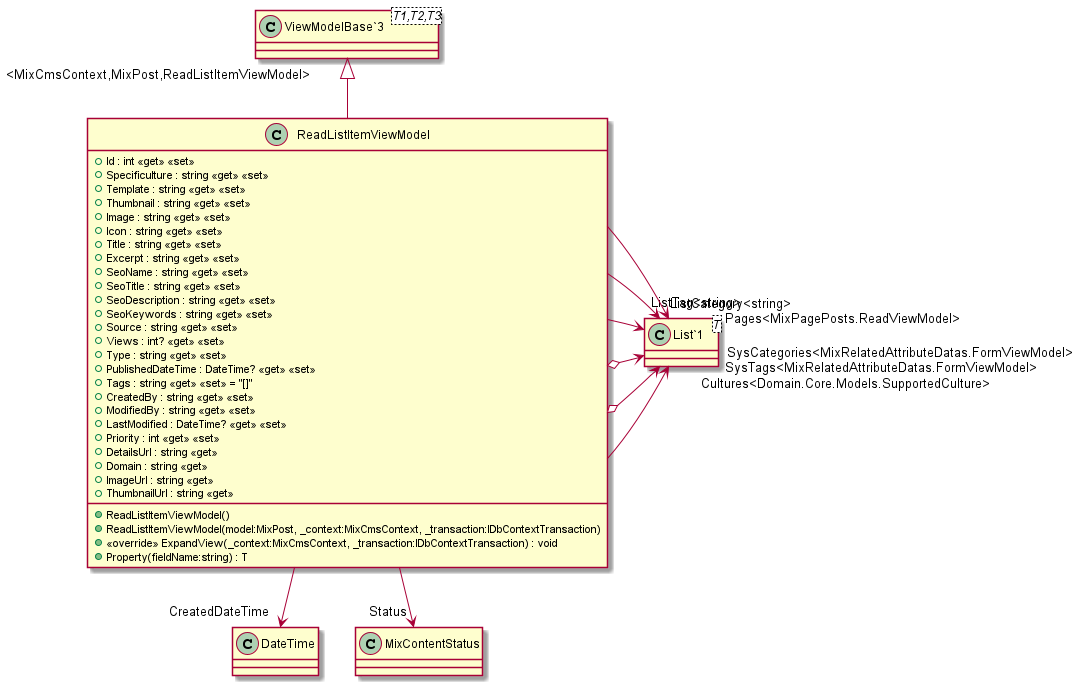 C ViewModelBase`3
T1,T2,T3
<MixCmsContext,MixPost,ReadListItemViewModel>
C ReadListItemViewModel
Id : int «get» «set»
Specificulture : string «get» «set»
Template : string «get» «set»
Thumbnail : string «get» «set»
Image : string «get» «set»
Icon : string «get» «set»
Title : string «get» «set»
Excerpt : string «get» «set»
SeoName : string «get» «set»
SeoTitle : string «get» «set»
SeoDescription : string «get» «set»
SeoKeywords : string «get» «set»
Source : string «get» «set»
Views : int? «get» «set»
Type : string «get» «set»
PublishedDateTime : DateTime? «get» «set»
Tags : string «get» «set» = "[]"
CreatedBy : string «get» «set»
ModifiedBy : string «get» «set»
LastModified : DateTime? «get» «set»
Priority : int «get» «set»
DetailsUrl : string «get»
Domain : string «get»
ImageUrl : string «get»
ThumbnailUrl : string «get»
ReadListItemViewModel()
ReadListItemViewModel(model:MixPost, _context:MixCmsContext, _transaction:IDbContextTransaction)
«override» ExpandView(_context:MixCmsContext, _transaction:IDbContextTransaction) : void
Property(fieldName:string) : T
ListTag<string>
ListCategory<string>
Pages<MixPagePosts.ReadViewModel>
C List`1
T
SysCategories<MixRelatedAttributeDatas.FormViewModel>
SysTags<MixRelatedAttributeDatas.FormViewModel>
Cultures<Domain.Core.Models.SupportedCulture>
CreatedDateTime
Status
C DateTime
C MixContentStatus